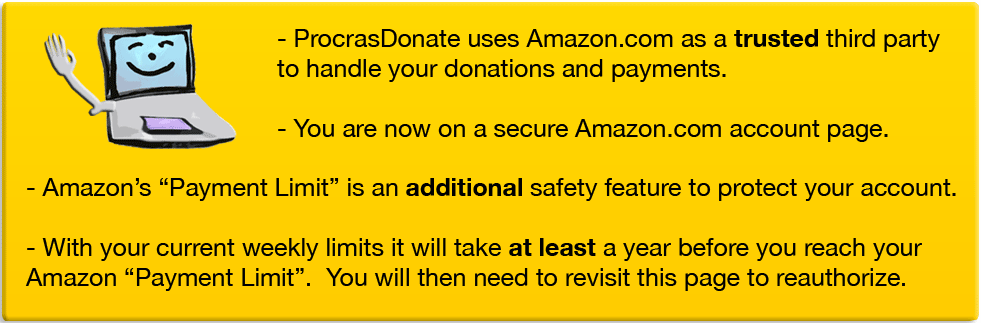 - ProcrasDonate uses Amazon.com as a trusted third party
to handle your donations and payments.
- You are now on a secure Amazon.com account page.
- Amazon’s “Payment Limit” is an additional safety feature to protect your account.
- With your current weekly limits it will take at least a year before you reach your
Amazon “Payment Limit”.  You will then need to revisit this page to reauthorize.